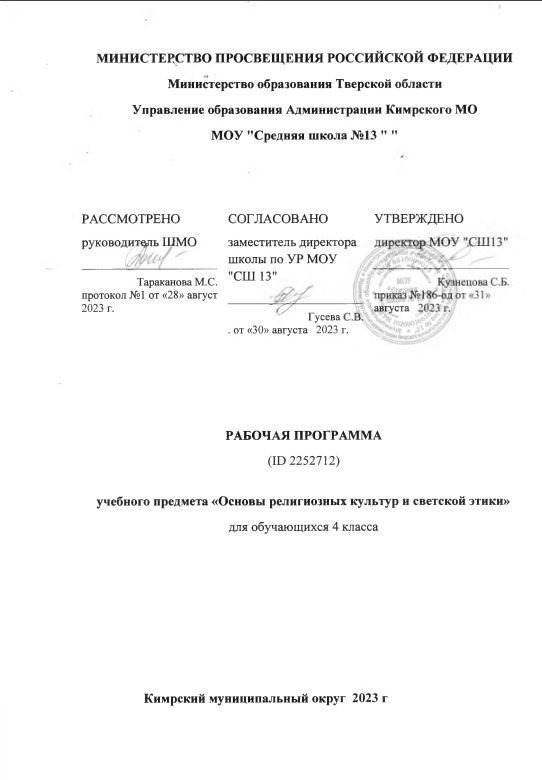 МИНИСТЕРСТВО ПРОСВЕЩЕНИЯ РОССИЙСКОЙ ФЕДЕРАЦИИ
Министерство образования Тверской области
Управление образования Администрации Кимрского МО
МОУ "Средняя школа №13 " "
РАССМОТРЕНО
руководитель ШМО
Тараканова М.С.
протокол №1 от «28» август
2023 г.
СОГЛАСОВАНО
заместитель директора
школы по УР МОУ
"СШ 13"
Гусева С.В.
. от «30» августа 2023 г.
УТВЕРЖДЕНО
директор МОУ "СШ13"
Кузнецова С.Б.
приказ №186-од от «31»
августа 2023 г.
МОУ
РАБОЧАЯ ПРОГРАММА
(ID 2252712)
учебного предмета «Основы религиозных культур и светской этики»
для обучающихся 4 класса
Кимрский муниципальный округ 2023 г